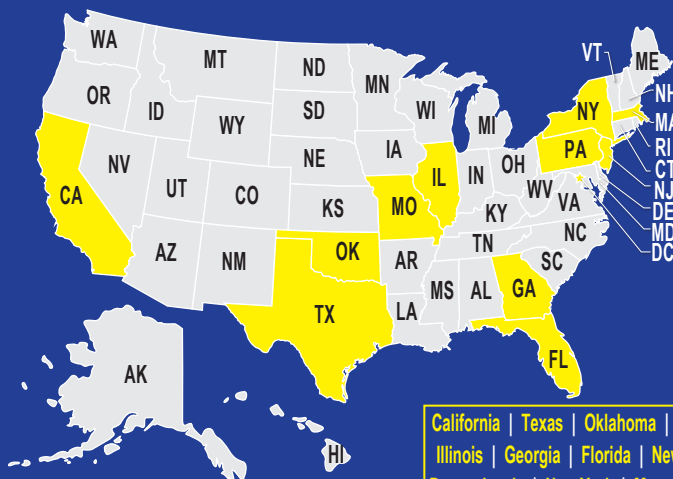 WA
MT
ND
MN
VT
ME
OR
ID
SD
WI
MI
NY
NH
MA
WY
RI
NV
NE
IA
PA
CT
NJ
CA
UT
CO
IL
IN
OH
WV
DE
KS
MO
KY
VA
MD
DC
AZ
NM
OK
AR
TN
NC
SC
TX
LA
MS
AL
GA
FL
AK
HI
California | Texas | Oklahoma |
Illinois | Georgia | Florida |